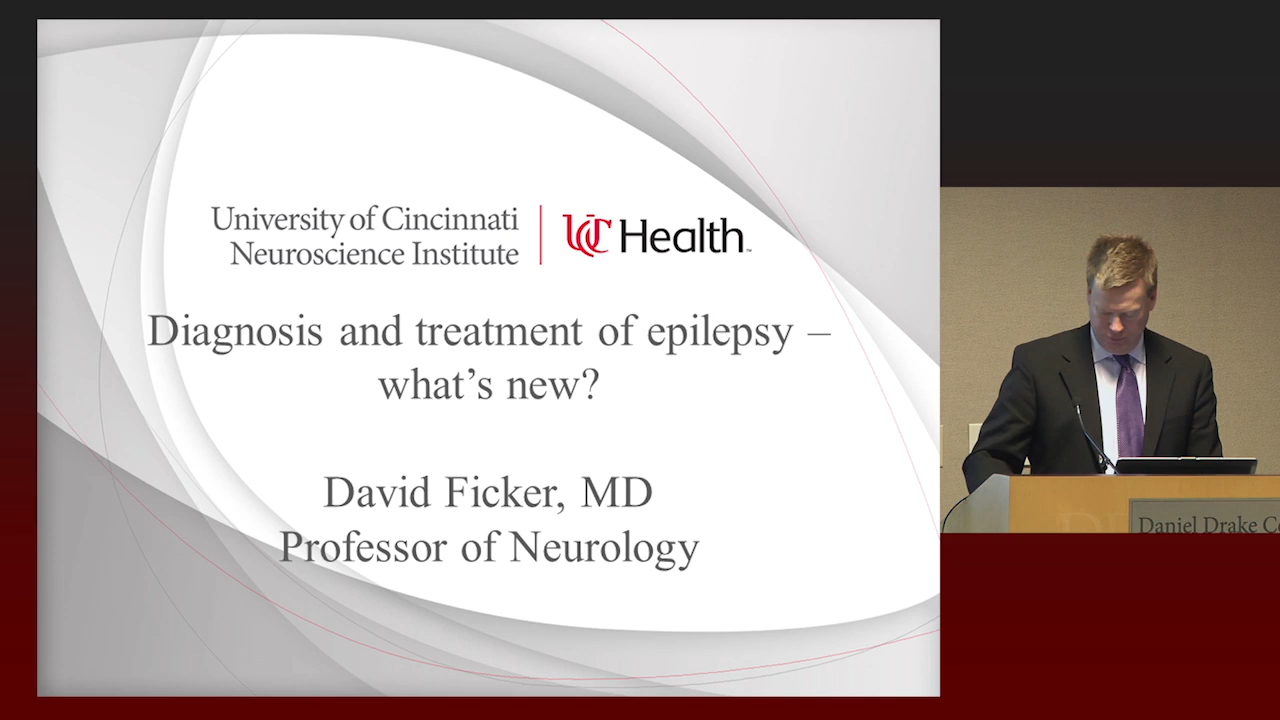 University of Cincinnati
Neuroscience Institute
UC Health™
Diagnosis and treatment of epilepsy –
what's new?
David Ficker, MD
Professor of Neurology
Daniel Drake